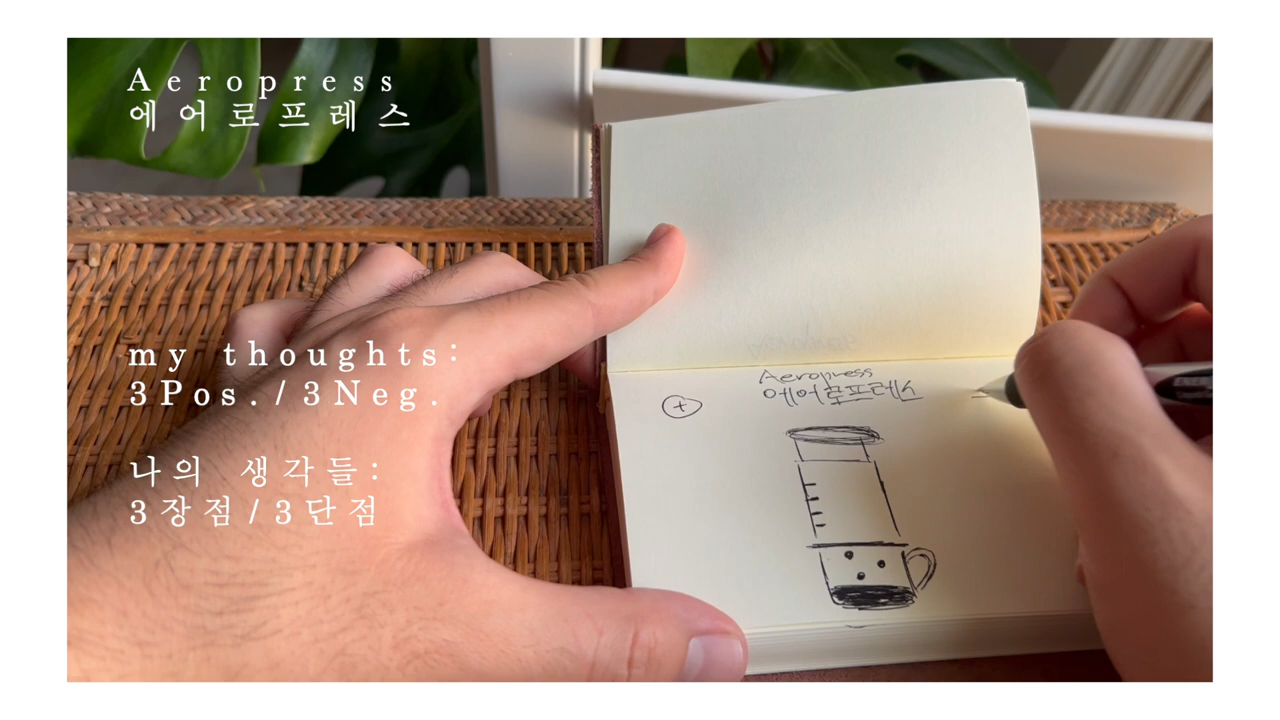 Aeropress
에어로프레스
my thoughts:
3Pos./3Neg.
나의 생각들:
3장점/3단점
Aeropress
에어로프레스
+